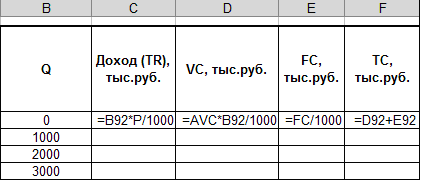 B C D E F
Q Доход (TR), тыс.руб. VC, тыс.руб. FC, тыс.руб. TC, тыс.руб.
0 =B92*P/1000 =AVC*B92/1000 =FC/1000 =D92+E92
1000
2000
3000